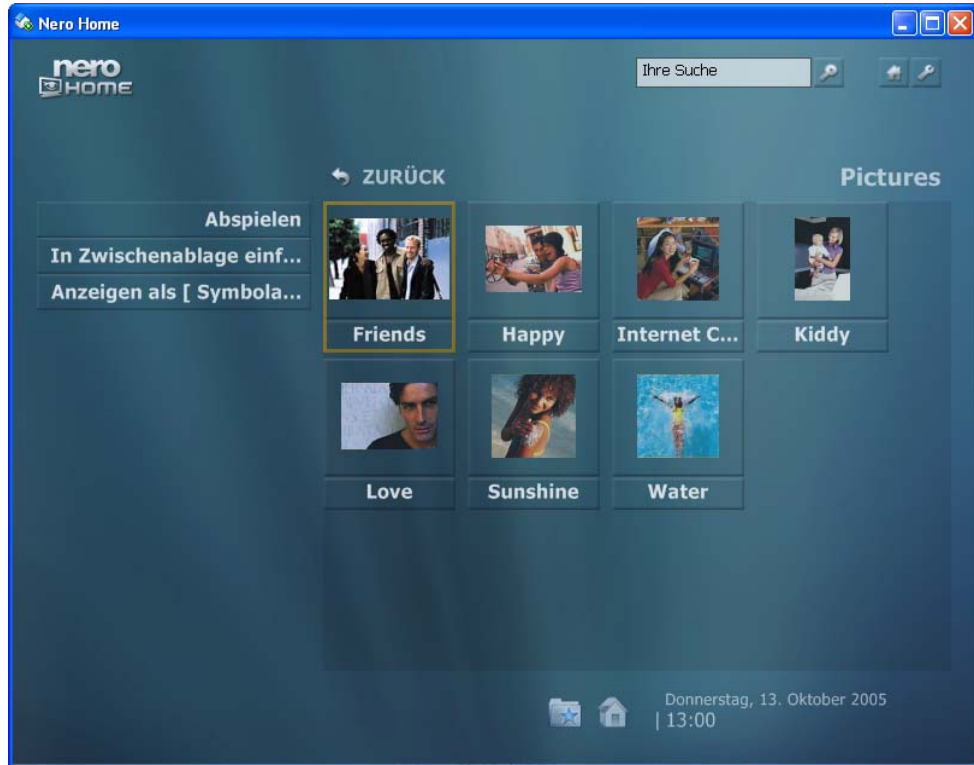 Nero Home
nero
HOME
Ihre Suche
ZURÜCK
Pictures
Abspielen
In Zwischenablage einf...
Anzeigen als [ Symbola...
Friends
Happy
Internet C...
Kiddy
Love
Sunshine
Water
Donnerstag, 13. Oktober 2005
| 13:00